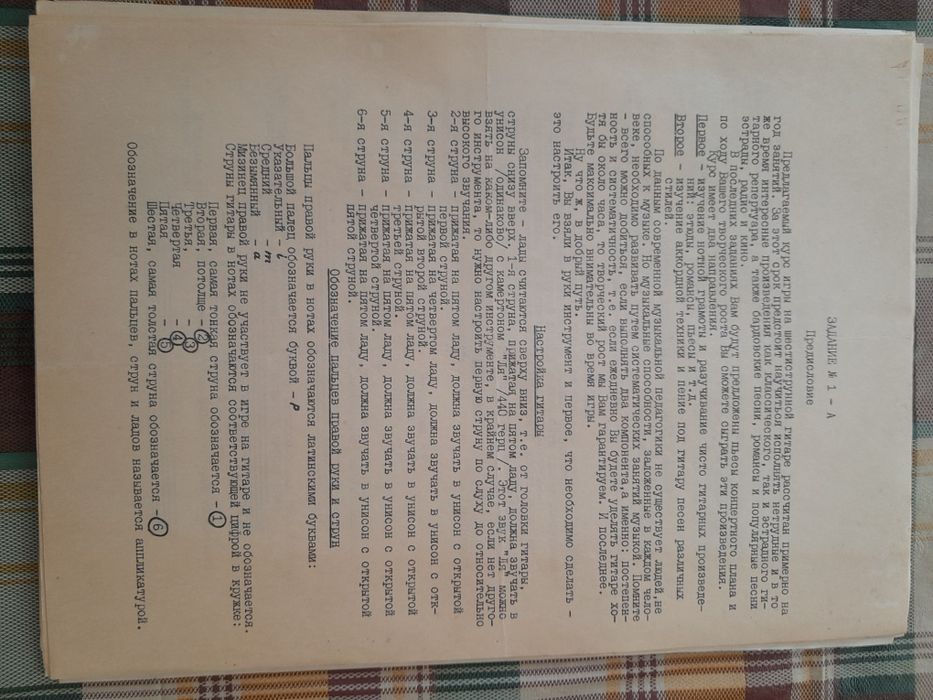 ЗАДАНИЕ № 1 - А
Предисловие
Предлагаемый курс игры на шестиструнной гитаре рассчитан примерно на
год занятий. За этот срок предстоит научиться исполнять нетрудные и в то
же время интересные произведения как классического, так и эстрадного ги-
тарного репертуара, а также бардовские песни, романсы и популярные песни
эстрады, радио и кино.
В последних заданиях Вам будут предложены пьесы концертного плана и
по ходу Вашего творческого роста Вы сможете сыграть эти произведения.
Курс имеет два направления.
Первое - изучение нотной грамоты и разучивание чисто гитарных произведе-
ний: этюды, романсы, пьесы и т.д.
Второе - изучение аккордной техники и пение под гитару песен различных
стилей.
По данным современной музыкальной педагогики не существует людей не
способных к музыке. Но музыкальные способности, заложенные в каждом чело-
веке, необходимо развивать путем систематических занятий музыкой. Помните
- всего можно добиться, если выполнить два компонента,а именно: постепен-
ность и систематичность, т.е. если ежедневно Вы будете уделять гитаре хо-
тя бы около часа, то творческий рост мы Вам гарантируем. И последнее.
Будьте максимально внимательны во время игры.
Ну что ж, в добрый путь.
Итак, Вы взяли в руки инструмент и первое, что необходимо сделать -
это настроить его.
Настройка гитары
Запомните - лады считаются сверху вниз, т.е. от головки гитары,
струны снизу вверх, 1-я струна, прижатая на пятом ладу, должна звучать в
унисон /одинаково/ с камертоном "ля" /440 герц/. Этот звук "ля" можно
взять на каком-либо другом инструменте, в крайнем случае, если нет друго-
го инструмента, то нужно настроить первую струну по слуху до относительно
высокого звучания.
2-я струна - прижатая на пятом ладу, должна звучать в унисон с открытой
первой струной.
3-я струна - прижатая на четвертом ладу, должна звучать в унисон с отк-
рытой второй струной.
4-я струна - прижатая на пятом ладу, должна звучать в унисон с открытой
третьей струной.
5-я струна - прижатая на пятом ладу, должна звучать в унисон с открытой
четвертой струной.
6-я струна - прижатая на пятом ладу, должна звучать в унисон с открытой
пятой струной.
Обозначение пальцев правой руки и струн
Пальцы правой руки в нотах обозначаются латинскими буквами:
Большой палец обозначается буквой - p
Указательный - i
Средний - m
Безымянный - a
Мизинец правой руки не участвует в игре на гитаре и не обозначается.
Струны гитары в нотах обозначаются соответствующей цифрой в кружке:
Первая, самая тонкая струна обозначается - ①
Вторая, потолще - ②
Третья, - ③
Четвертая - ④
Пятая - ⑤
Шестая, самая толстая струна обозначается - ⑥
Обозначение в нотах пальцев, струн и ладов называется аппликатурой.